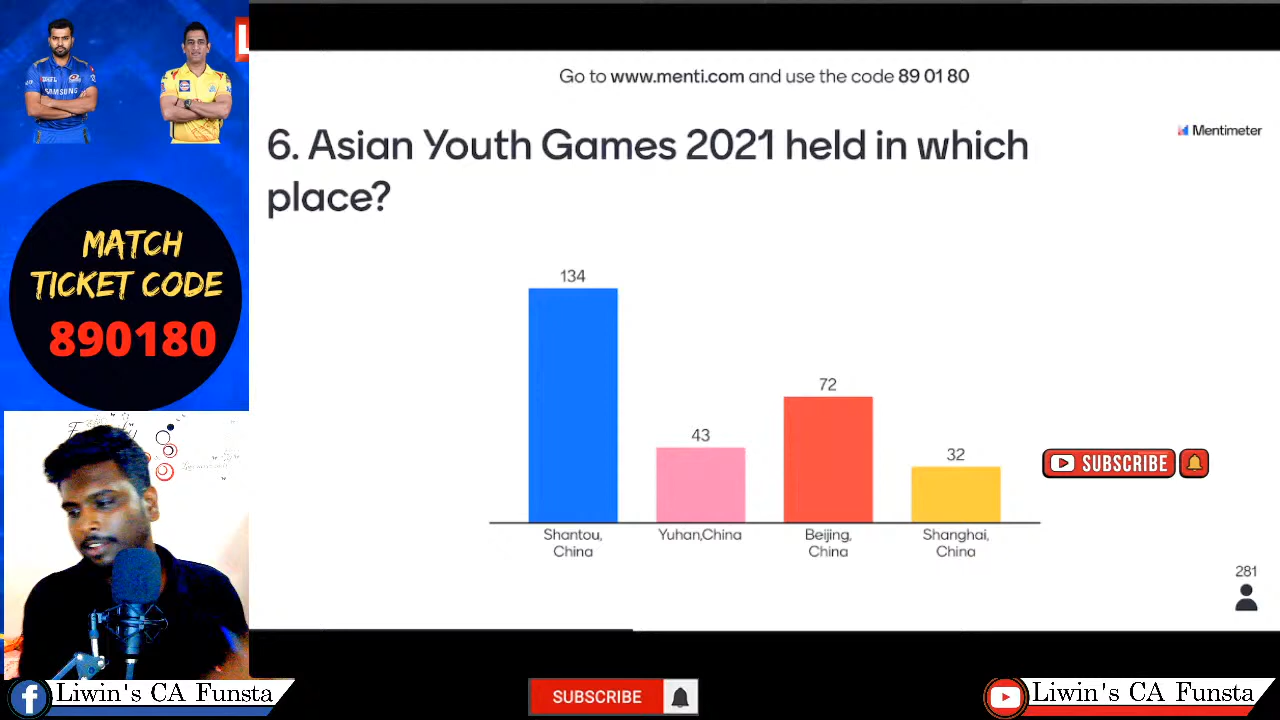 L
Go to www.menti.com and use the code 89 01 80
Mentimeter
6. Asian Youth Games 2021 held in which
place?
SAMSUNG
MATCH
TICKET CODE
890180
134
43
72
32
SUBSCRIBE
Shantou,
China
Yuhan,China
Beijing,
China
Shanghai,
China
281
Liwin's CA Funsta
SUBSCRIBE
Liwin's CA Funsta